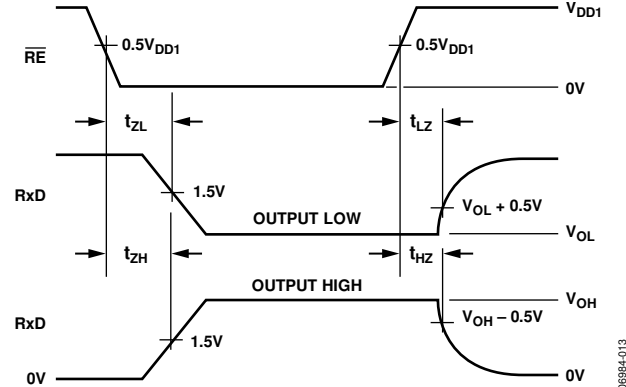 V_DD1
0.5V_DD1
0.5V_DD1
RE
0V
t_ZL
t_LZ
RxD
1.5V
V_OL + 0.5V
OUTPUT LOW
V_OL
t_ZH
t_HZ
OUTPUT HIGH
V_OH
RxD
1.5V
V_OH – 0.5V
0V
0V
06984-013